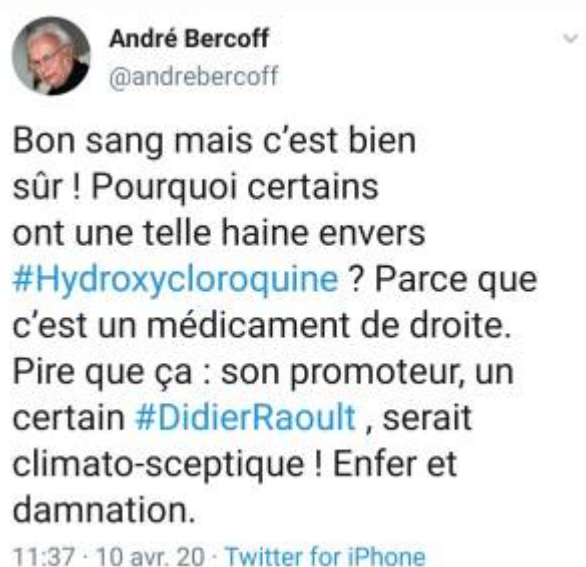 André Bercoff
@andrebercoff
Bon sang mais c'est bien
sûr ! Pourquoi certains
ont une telle haine envers
#Hydroxycloroquine ? Parce que
c'est un médicament de droite.
Pire que ça : son promoteur, un
certain #DidierRaoult , serait
climato-sceptique ! Enfer et
damnation.
11:37 · 10 avr. 20 · Twitter for iPhone